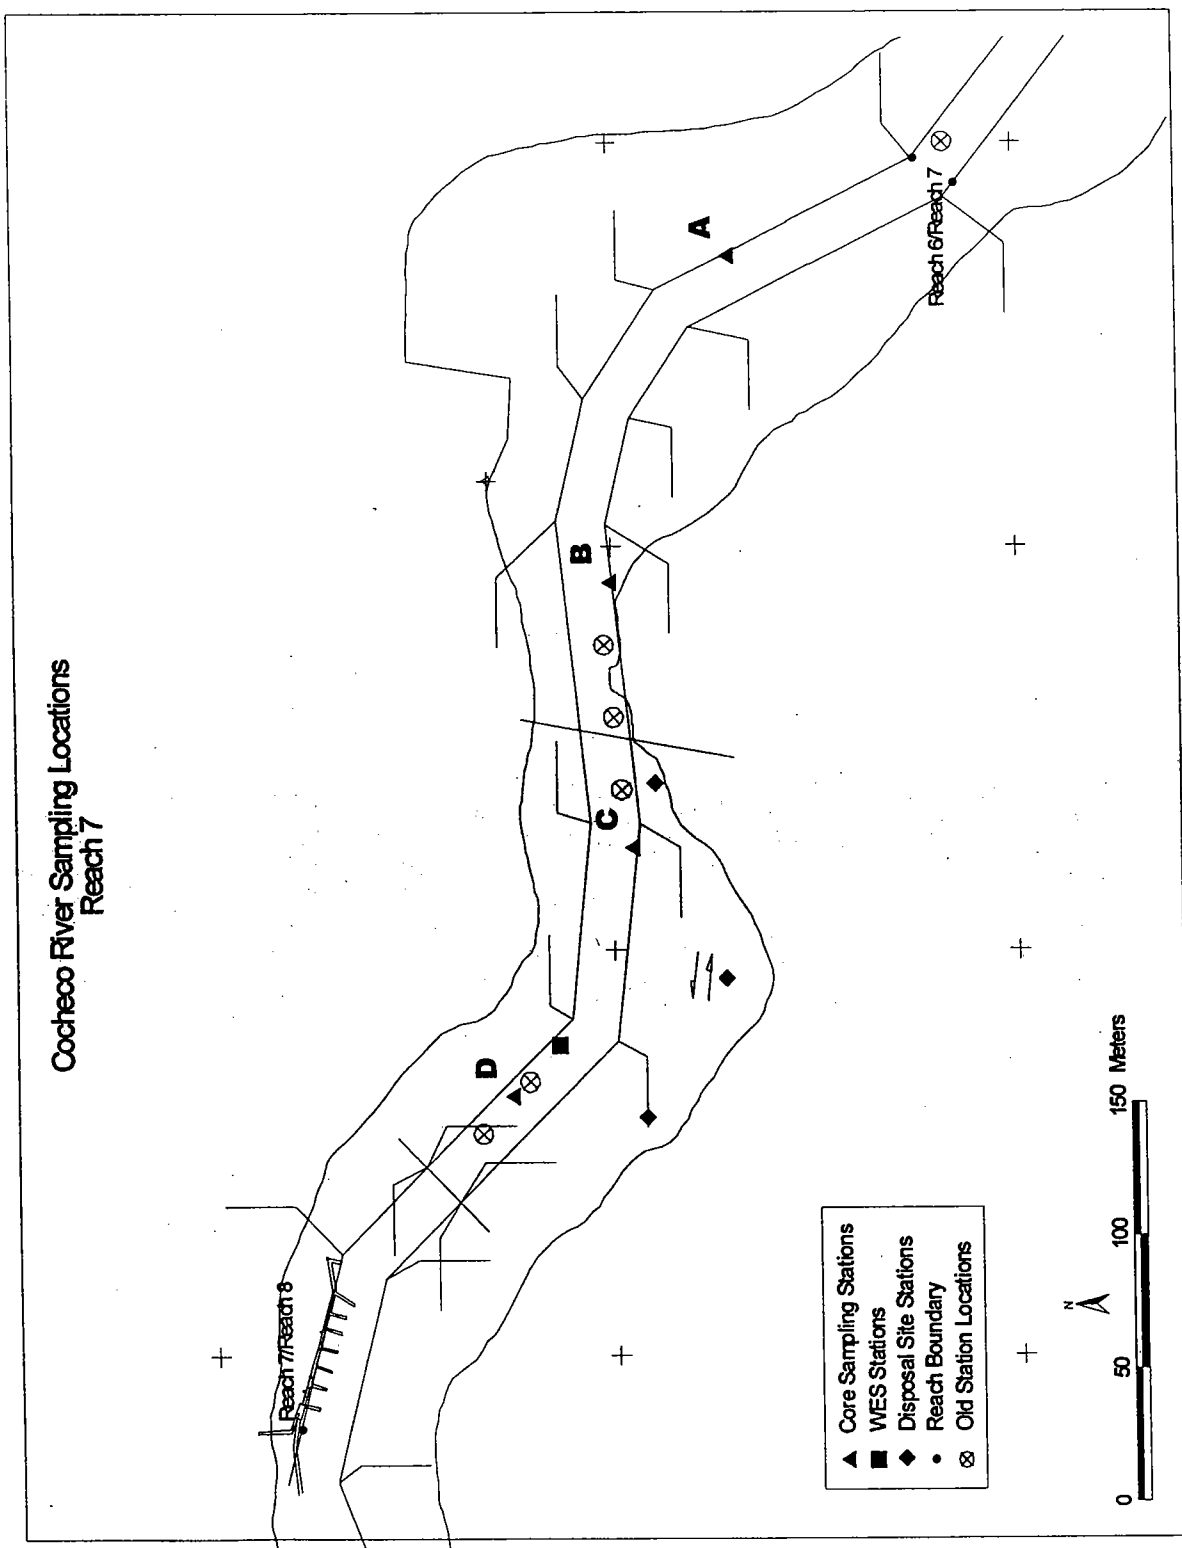 Cocheco River Sampling Locations
Reach 7
Reach 7/Reach 8
D
C
B
A
Reach 6/Reach 7
Core Sampling Stations
WES Stations
Disposal Site Stations
Reach Boundary
Old Station Locations
N
0 50 100 150 Meters